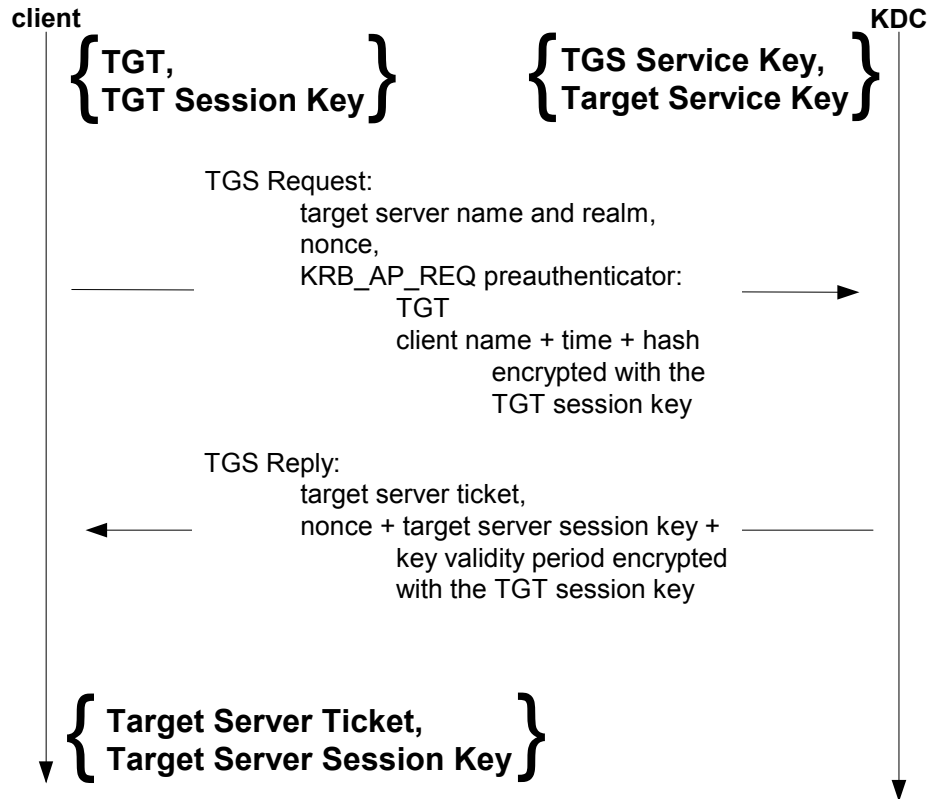 client
KDC
TGT,
TGT Session Key
TGS Service Key,
Target Service Key
TGS Request:
target server name and realm,
nonce,
KRB_AP_REQ preauthenticator:
TGT
client name + time + hash
encrypted with the
TGT session key
TGS Reply:
target server ticket,
nonce + target server session key +
key validity period encrypted
with the TGT session key
Target Server Ticket,
Target Server Session Key